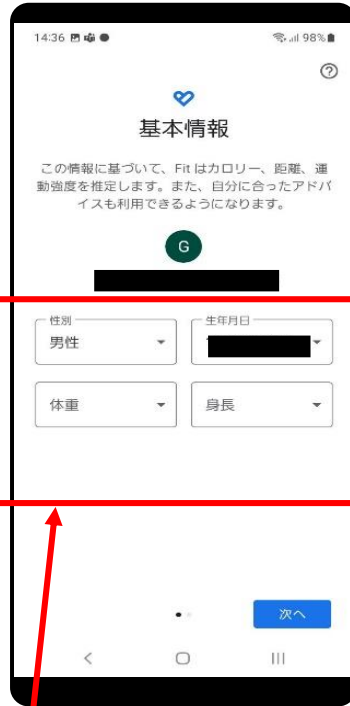 14:36 98%
基本情報
この情報に基づいて、Fit はカロリー、距離、運
動強度を推定します。また、自分に合ったアドバ
イスも利用できるようになります。
G
性別 生年月日
男性
体重 身長
次へ